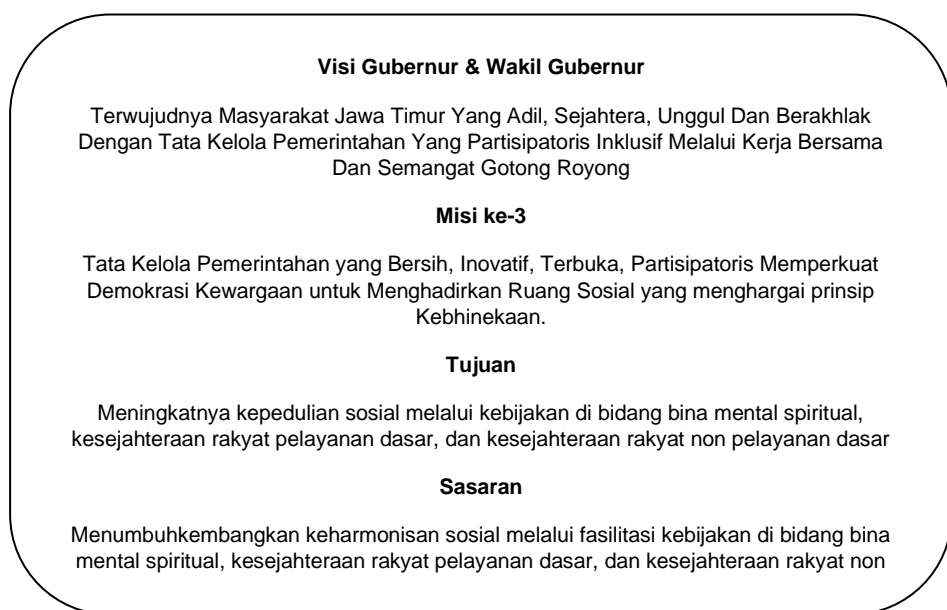 Visi Gubernur & Wakil Gubernur
Terwujudnya Masyarakat Jawa Timur Yang Adil, Sejahtera, Unggul Dan Berakhlak
Dengan Tata Kelola Pemerintahan Yang Partisipatoris Inklusif Melalui Kerja Bersama
Dan Semangat Gotong Royong
Misi ke-3
Tata Kelola Pemerintahan yang Bersih, Inovatif, Terbuka, Partisipatoris Memperkuat
Demokrasi Kewargaan untuk Menghadirkan Ruang Sosial yang menghargai prinsip
Kebhinekaan.
Tujuan
Meningkatnya kepedulian sosial melalui kebijakan di bidang bina mental spiritual,
kesejahteraan rakyat pelayanan dasar, dan kesejahteraan rakyat non pelayanan dasar
Sasaran
Menumbuhkembangkan keharmonisan sosial melalui fasilitasi kebijakan di bidang bina
mental spiritual, kesejahteraan rakyat pelayanan dasar, dan kesejahteraan rakyat non